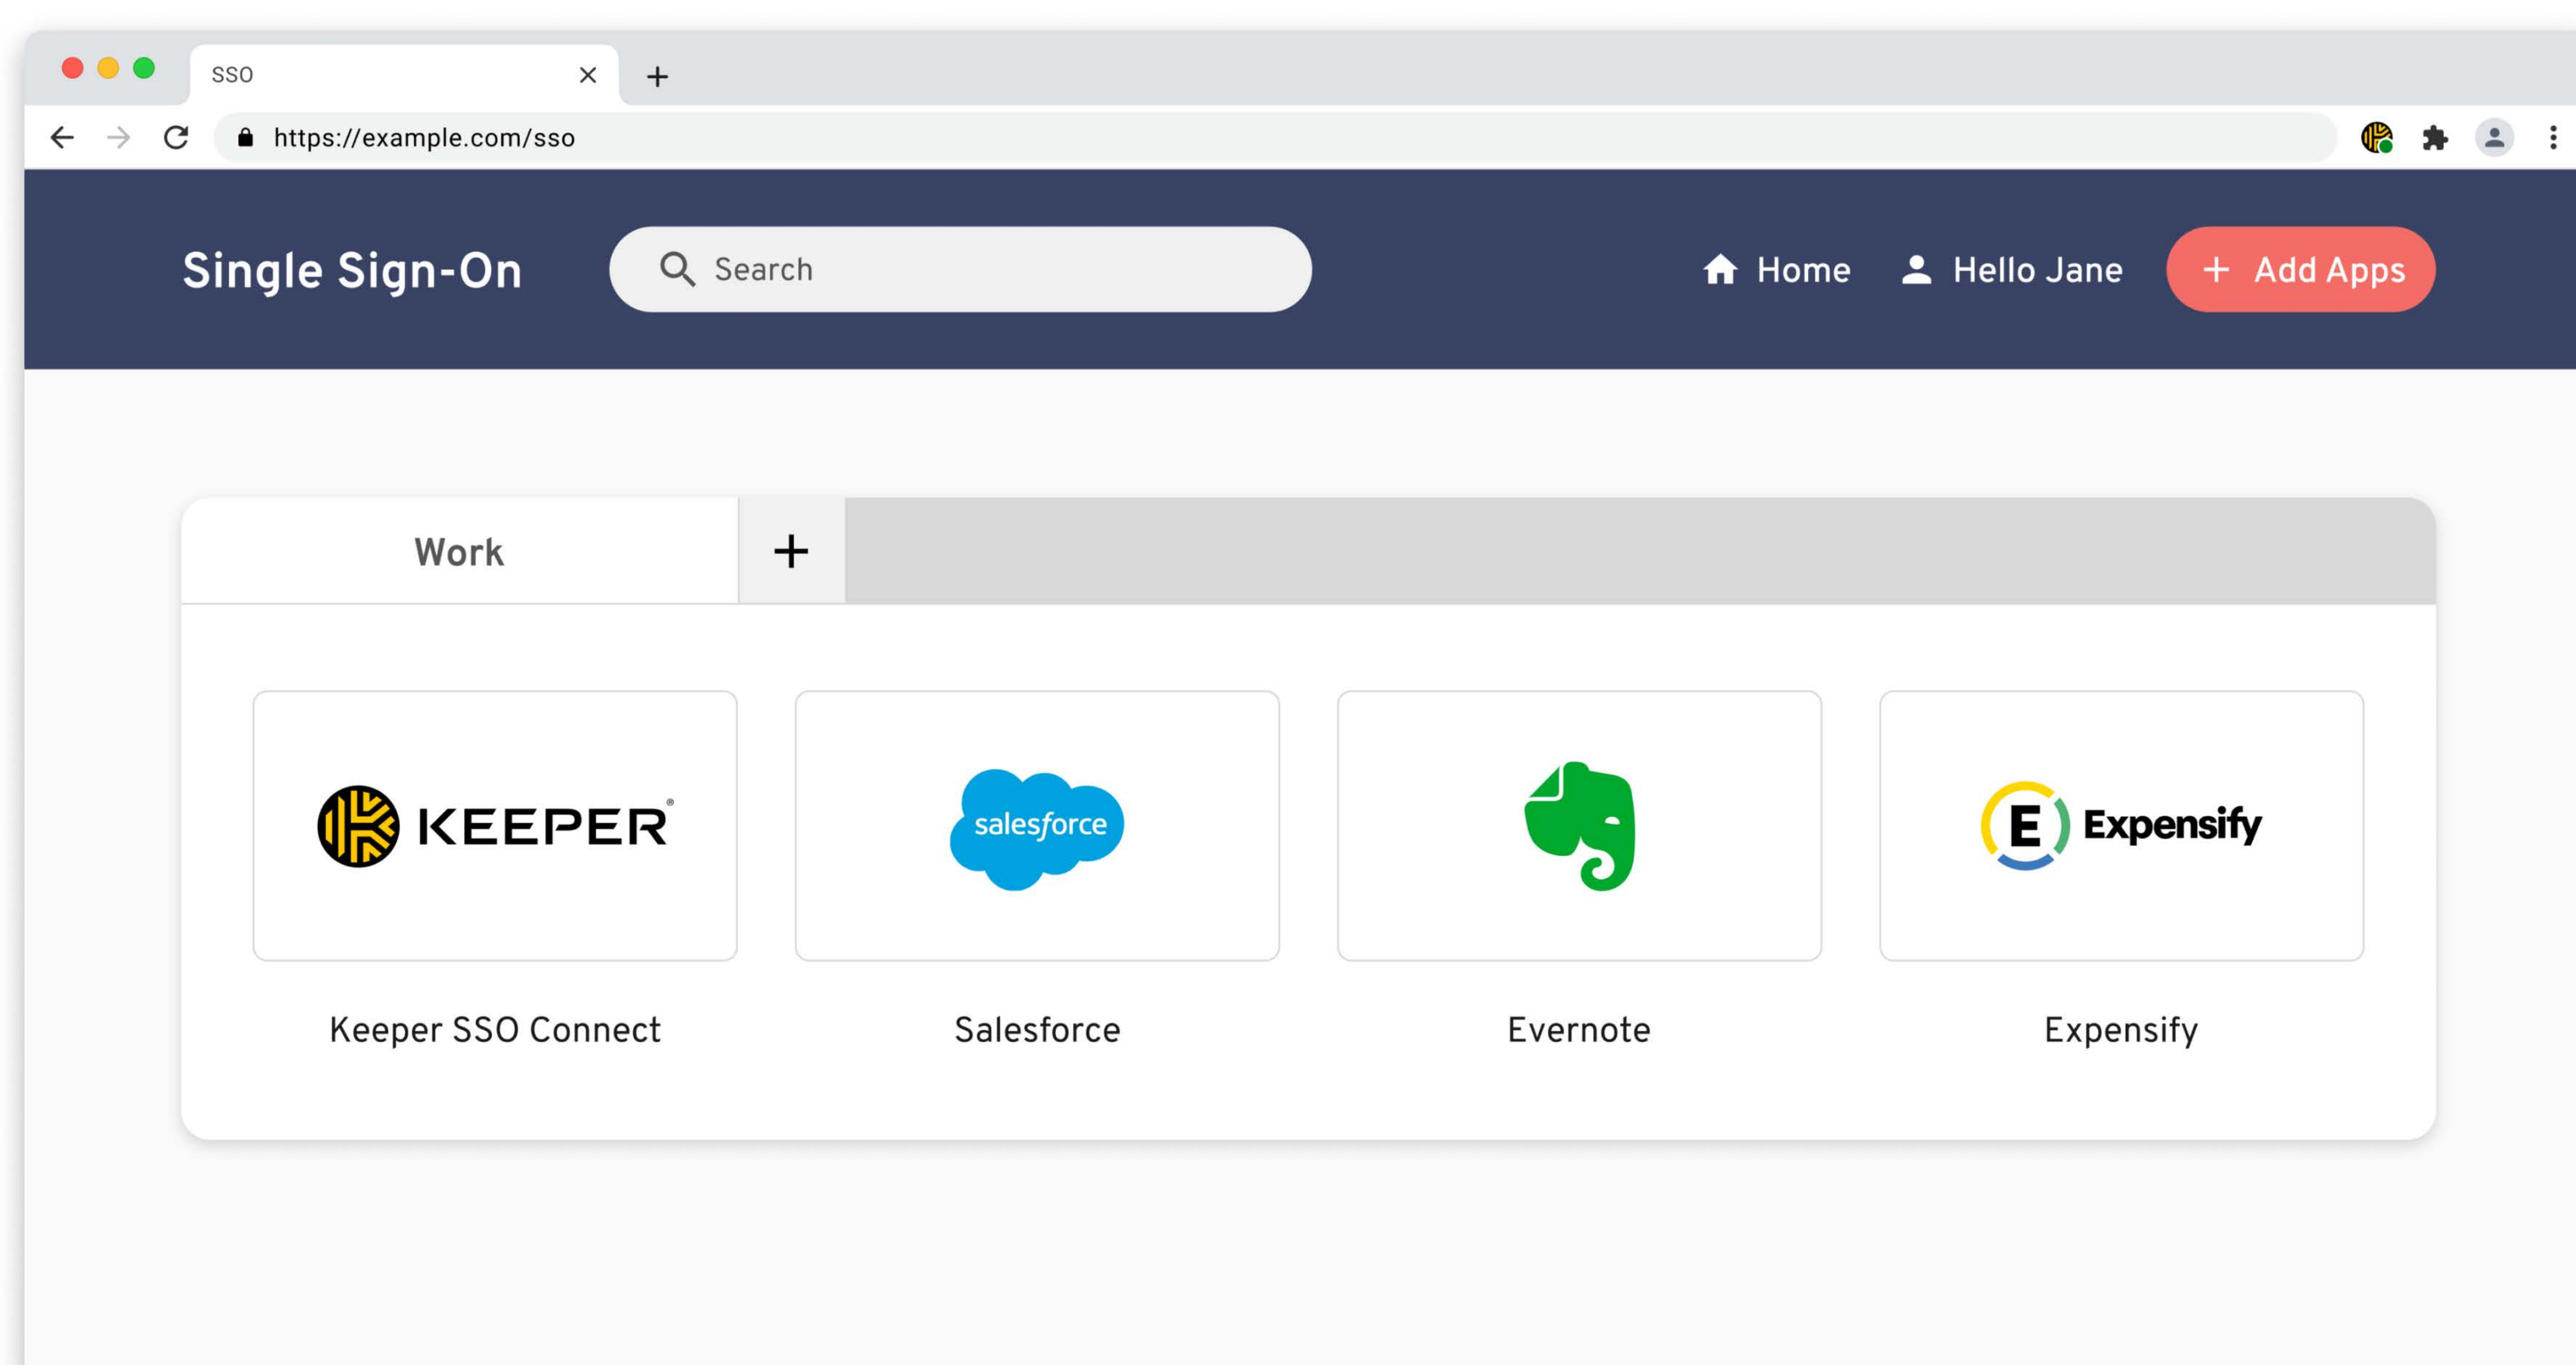 SSO
https://example.com/sso
Single Sign-On
Search
Home
Hello Jane
+ Add Apps
Work
+
KEEPER®
salesforce
E Expensify
Keeper SSO Connect
Salesforce
Evernote
Expensify